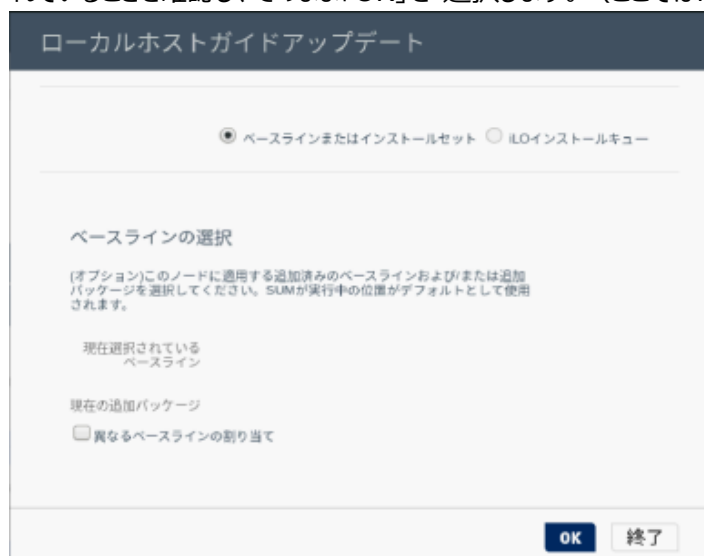 ローカルホストガイドアップデート
ベースラインまたはインストールセット iLOインストールキュー
ベースラインの選択
(オプション)このノードに適用する追加済みのベースラインおよび/または追加
パッケージを選択してください。SUMが実行中の位置がデフォルトとして使用
されます。
現在選択されている
ベースライン
現在の追加パッケージ
異なるベースラインの割り当て
OK 終了